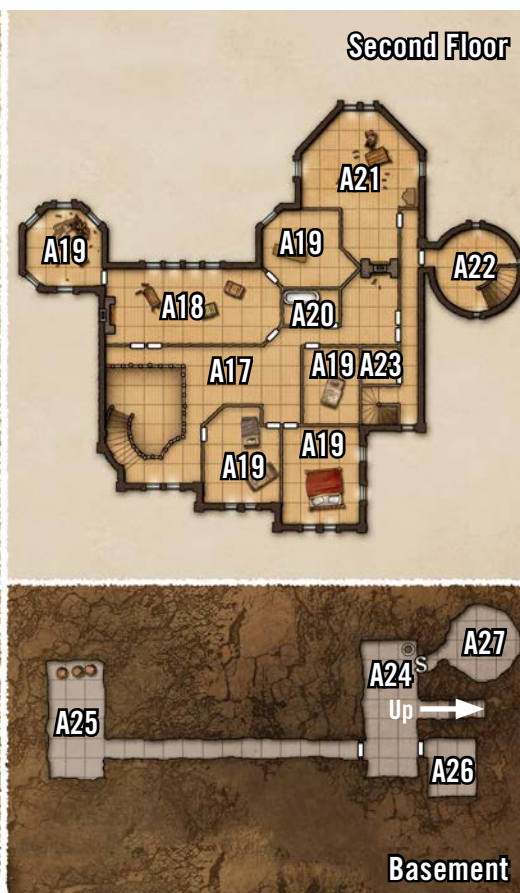 Second Floor
A21
A19
A19
A22
A18
A20
A17
A19
A23
A19
A19
A27
S
A24
A25
Up
A26
Basement